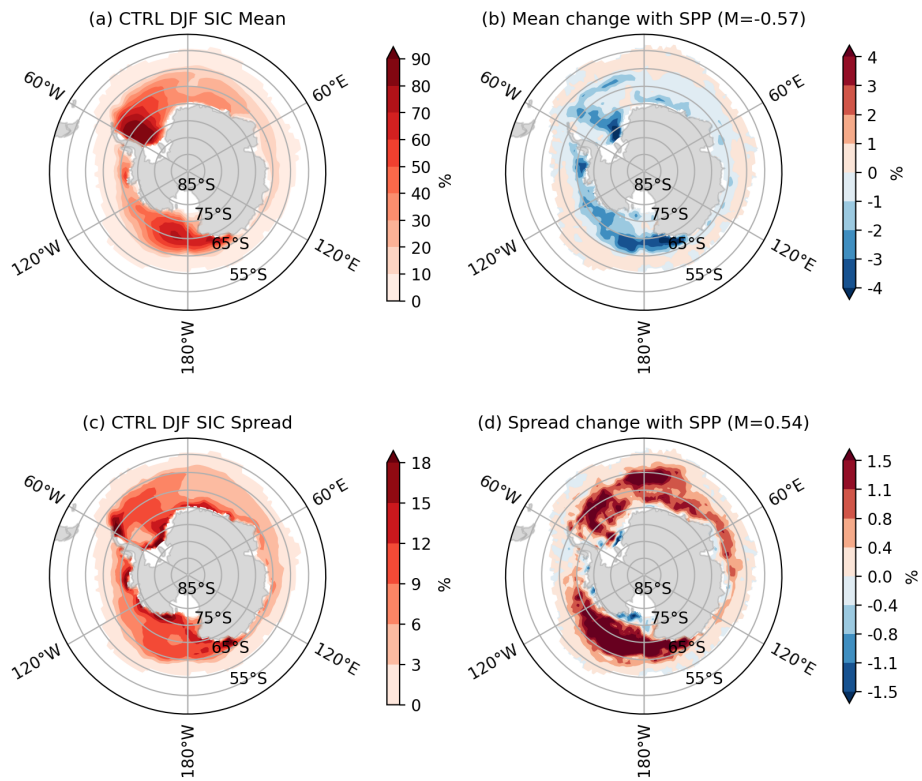 (a) CTRL DJF SIC Mean
60°W
60°E
120°W
120°E
180°W
85°S
75°S
65°S
55°S
90
80
70
60
50
40
30
20
10
0
%
(b) Mean change with SPP (M=-0.57)
60°W
60°E
120°W
120°E
180°W
85°S
75°S
65°S
55°S
4
3
2
1
0
-1
-2
-3
-4
%
(c) CTRL DJF SIC Spread
60°W
60°E
120°W
120°E
180°W
85°S
75°S
65°S
55°S
18
15
12
9
6
3
0
%
(d) Spread change with SPP (M=0.54)
60°W
60°E
120°W
120°E
180°W
85°S
75°S
65°S
55°S
1.5
1.1
0.8
0.4
0.0
-0.4
-0.8
-1.1
-1.5
%